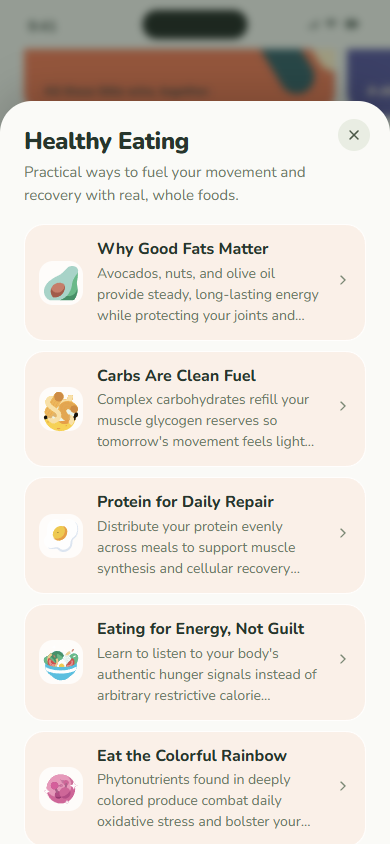 Healthy Eating
Practical ways to fuel your movement and
recovery with real, whole foods.
Why Good Fats Matter
Avocados, nuts, and olive oil
provide steady, long-lasting energy
while protecting your joints and…
Carbs Are Clean Fuel
Complex carbohydrates refill your
muscle glycogen reserves so
tomorrow's movement feels light…
Protein for Daily Repair
Distribute your protein evenly
across meals to support muscle
synthesis and cellular recovery…
Eating for Energy, Not Guilt
Learn to listen to your body's
authentic hunger signals instead of
arbitrary restrictive calorie…
Eat the Colorful Rainbow
Phytonutrients found in deeply
colored produce combat daily
oxidative stress and bolster your…